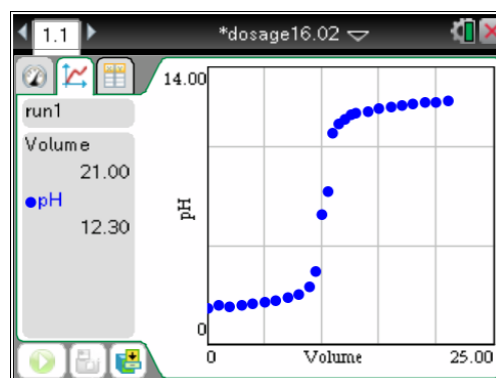 1.1
*dosage16.02
run1
Volume
21.00
pH
12.30
14.00
pH
0
0
Volume
25.00